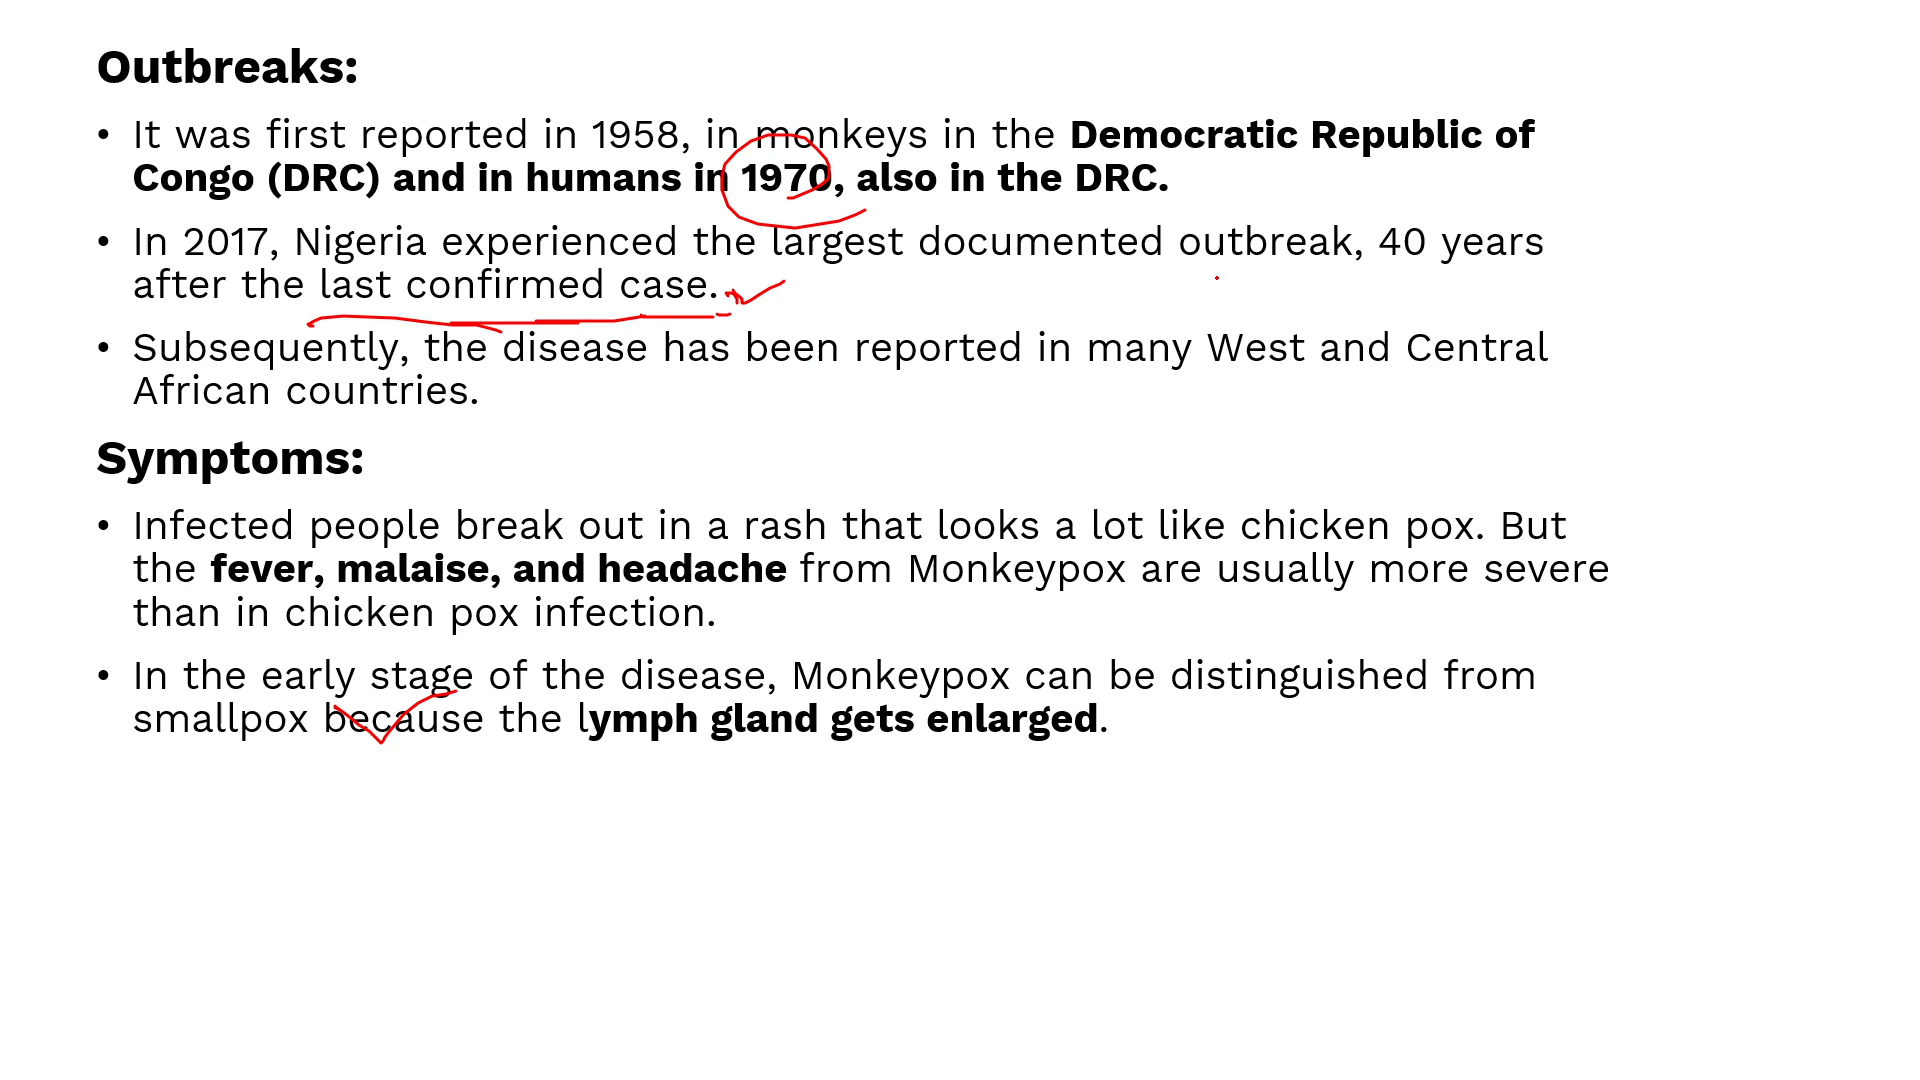 Outbreaks:
• It was first reported in 1958, in monkeys in the Democratic Republic of
Congo (DRC) and in humans in 1970, also in the DRC.
• In 2017, Nigeria experienced the largest documented outbreak, 40 years
after the last confirmed case.
• Subsequently, the disease has been reported in many West and Central
African countries.
Symptoms:
• Infected people break out in a rash that looks a lot like chicken pox. But
the fever, malaise, and headache from Monkeypox are usually more severe
than in chicken pox infection.
• In the early stage of the disease, Monkeypox can be distinguished from
smallpox because the lymph gland gets enlarged.